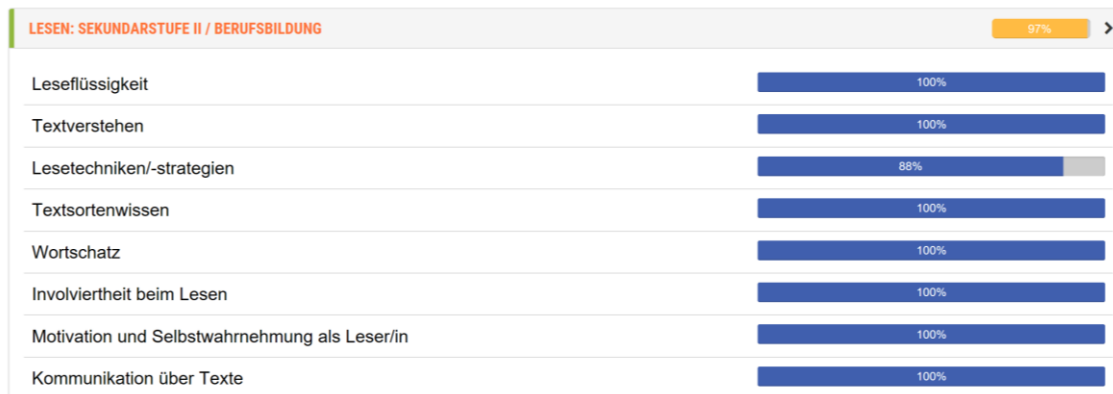 LESEN: SEKUNDARSTUFE II / BERUFSBILDUNG 97%
Leseflüssigkeit 100%
Textverstehen 100%
Lesetechniken/-strategien 88%
Textsortenwissen 100%
Wortschatz 100%
Involviertheit beim Lesen 100%
Motivation und Selbstwahrnehmung als Leser/in 100%
Kommunikation über Texte 100%